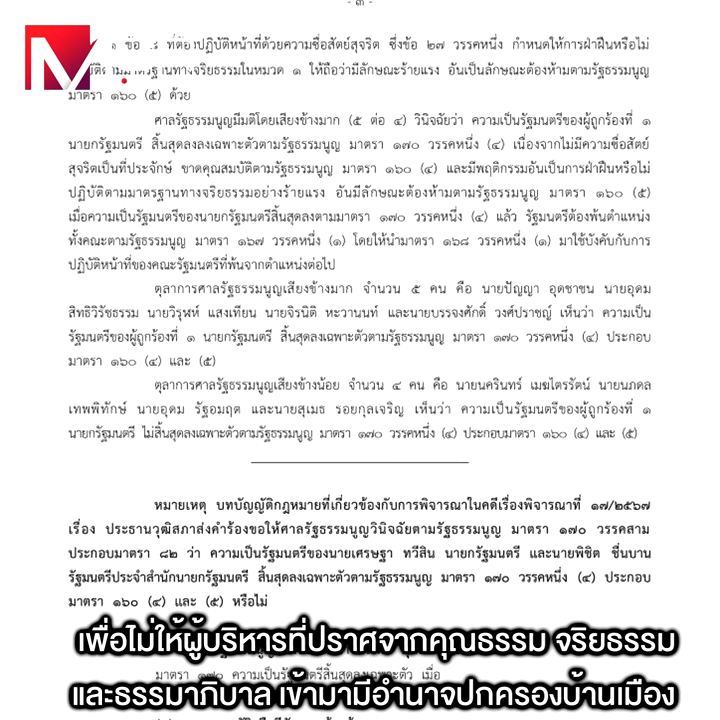 - ๓ -
M
ข้อ ๘ ที่ต้องปฏิบัติหน้าที่ด้วยความซื่อสัตย์สุจริต ซึ่งข้อ ๒๗ วรรคหนึ่ง กำหนดให้การฝ่าฝืนหรือไม่
ปฏิบัติตามมาตรฐานทางจริยธรรมในหมวด ๑ ให้ถือว่ามีลักษณะร้ายแรง อันเป็นลักษณะต้องห้ามตามรัฐธรรมนูญ
มาตรา ๑๖๐ (๕) ด้วย
ศาลรัฐธรรมนูญมีมติโดยเสียงข้างมาก (๕ ต่อ ๔) วินิจฉัยว่า ความเป็นรัฐมนตรีของผู้ถูกร้องที่ ๑
นายกรัฐมนตรี สิ้นสุดลงลงเฉพาะตัวตามรัฐธรรมนูญ มาตรา ๑๗๐ วรรคหนึ่ง (๔) เนื่องจากไม่มีความซื่อสัตย์
สุจริตเป็นที่ประจักษ์ ขาดคุณสมบัติตามรัฐธรรมนูญ มาตรา ๑๖๐ (๔) และมีพฤติกรรมอันเป็นการฝ่าฝืนหรือไม่
ปฏิบัติตามมาตรฐานทางจริยธรรมอย่างร้ายแรง อันมีลักษณะต้องห้ามตามรัฐธรรมนูญ มาตรา ๑๖๐ (๕)
เมื่อความเป็นรัฐมนตรีของนายกรัฐมนตรีสิ้นสุดลงตามมาตรา ๑๗๐ วรรคหนึ่ง (๔) แล้ว รัฐมนตรีต้องพ้นตำแหน่ง
ทั้งคณะตามรัฐธรรมนูญ มาตรา ๑๖๗ วรรคหนึ่ง (๑) โดยให้นำมาตรา ๑๖๘ วรรคหนึ่ง (๑) มาใช้บังคับกับการ
ปฏิบัติหน้าที่ของคณะรัฐมนตรีที่พ้นจากตำแหน่งต่อไป
ตุลาการศาลรัฐธรรมนูญเสียงข้างมาก จำนวน ๕ คน คือ นายปัญญา อุดชาชน นายอุดม
สิทธิวิรัชธรรม นายวิรุฬห์ แสงเทียน นายจิรนิติ หะวานนท์ และนายบรรจงศักดิ์ วงศ์ปราชญ์ เห็นว่า ความเป็น
รัฐมนตรีของผู้ถูกร้องที่ ๑ นายกรัฐมนตรี สิ้นสุดลงเฉพาะตัวตามรัฐธรรมนูญ มาตรา ๑๗๐ วรรคหนึ่ง (๔) ประกอบ
มาตรา ๑๖๐ (๔) และ (๕)
ตุลาการศาลรัฐธรรมนูญเสียงข้างน้อย จำนวน ๔ คน คือ นายนครินทร์ เมฆไตรรัตน์ นายนภดล
เทพพิทักษ์ นายอุดม รัฐอมฤต และนายสุเมธ รอยกุลเจริญ เห็นว่า ความเป็นรัฐมนตรีของผู้ถูกร้องที่ ๑
นายกรัฐมนตรี ไม่สิ้นสุดลงเฉพาะตัวตามรัฐธรรมนูญ มาตรา ๑๗๐ วรรคหนึ่ง (๔) ประกอบมาตรา ๑๖๐ (๔) และ (๕)
หมายเหตุ บทบัญญัติกฎหมายที่เกี่ยวข้องกับการพิจารณาในคดีเรื่องพิจารณาที่ ๑๗/๒๕๖๗
เรื่อง ประธานวุฒิสภาส่งคำร้องขอให้ศาลรัฐธรรมนูญวินิจฉัยตามรัฐธรรมนูญ มาตรา ๑๗๐ วรรคสาม
ประกอบมาตรา ๘๒ ว่า ความเป็นรัฐมนตรีของนายเศรษฐา ทวีสิน นายกรัฐมนตรี และนายพิชิต ชื่นบาน
รัฐมนตรีประจำสำนักนายกรัฐมนตรี สิ้นสุดลงเฉพาะตัวตามรัฐธรรมนูญ มาตรา ๑๗๐ วรรคหนึ่ง (๔) ประกอบ
มาตรา ๑๖๐ (๔) และ (๕) หรือไม่
เพื่อไม่ให้ผู้บริหารที่ปราศจากคุณธรรม จริยธรรม
มาตรา ๑๗๐ ความเป็นรัฐมนตรีสิ้นสุดลงเฉพาะตัว เมื่อ
และธรรมาภิบาล เข้ามามีอำนาจปกครองบ้านเมือง